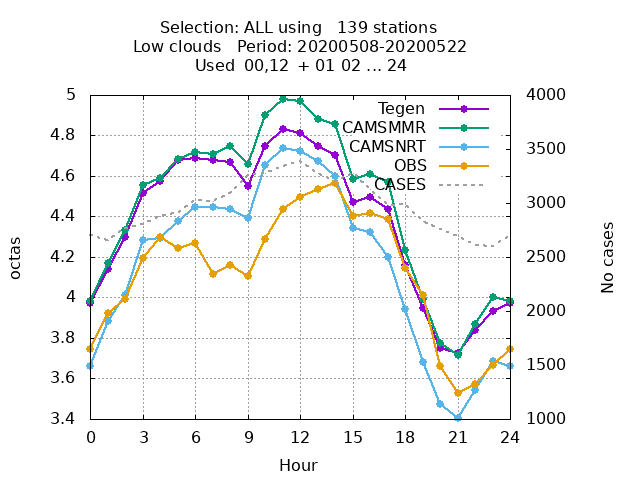 Selection: ALL using   139 stations
Low clouds   Period: 20200508-20200522
Used  00,12  + 01 02 ... 24
5
4.8
4.6
4.4
4.2
4
3.8
3.6
3.4
octas
4000
3500
3000
2500
2000
1500
1000
No cases
Tegen
CAMSMMR
CAMSNRT
OBS
CASES
0 3 6 9 12 15 18 21 24
Hour